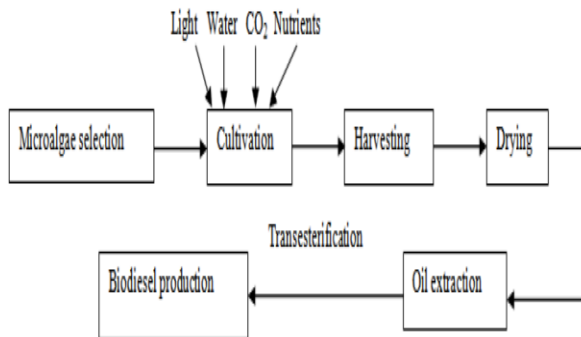 Light Water CO₂ Nutrients
Microalgae selection
Cultivation
Harvesting
Drying
Transesterification
Biodiesel production
Oil extraction